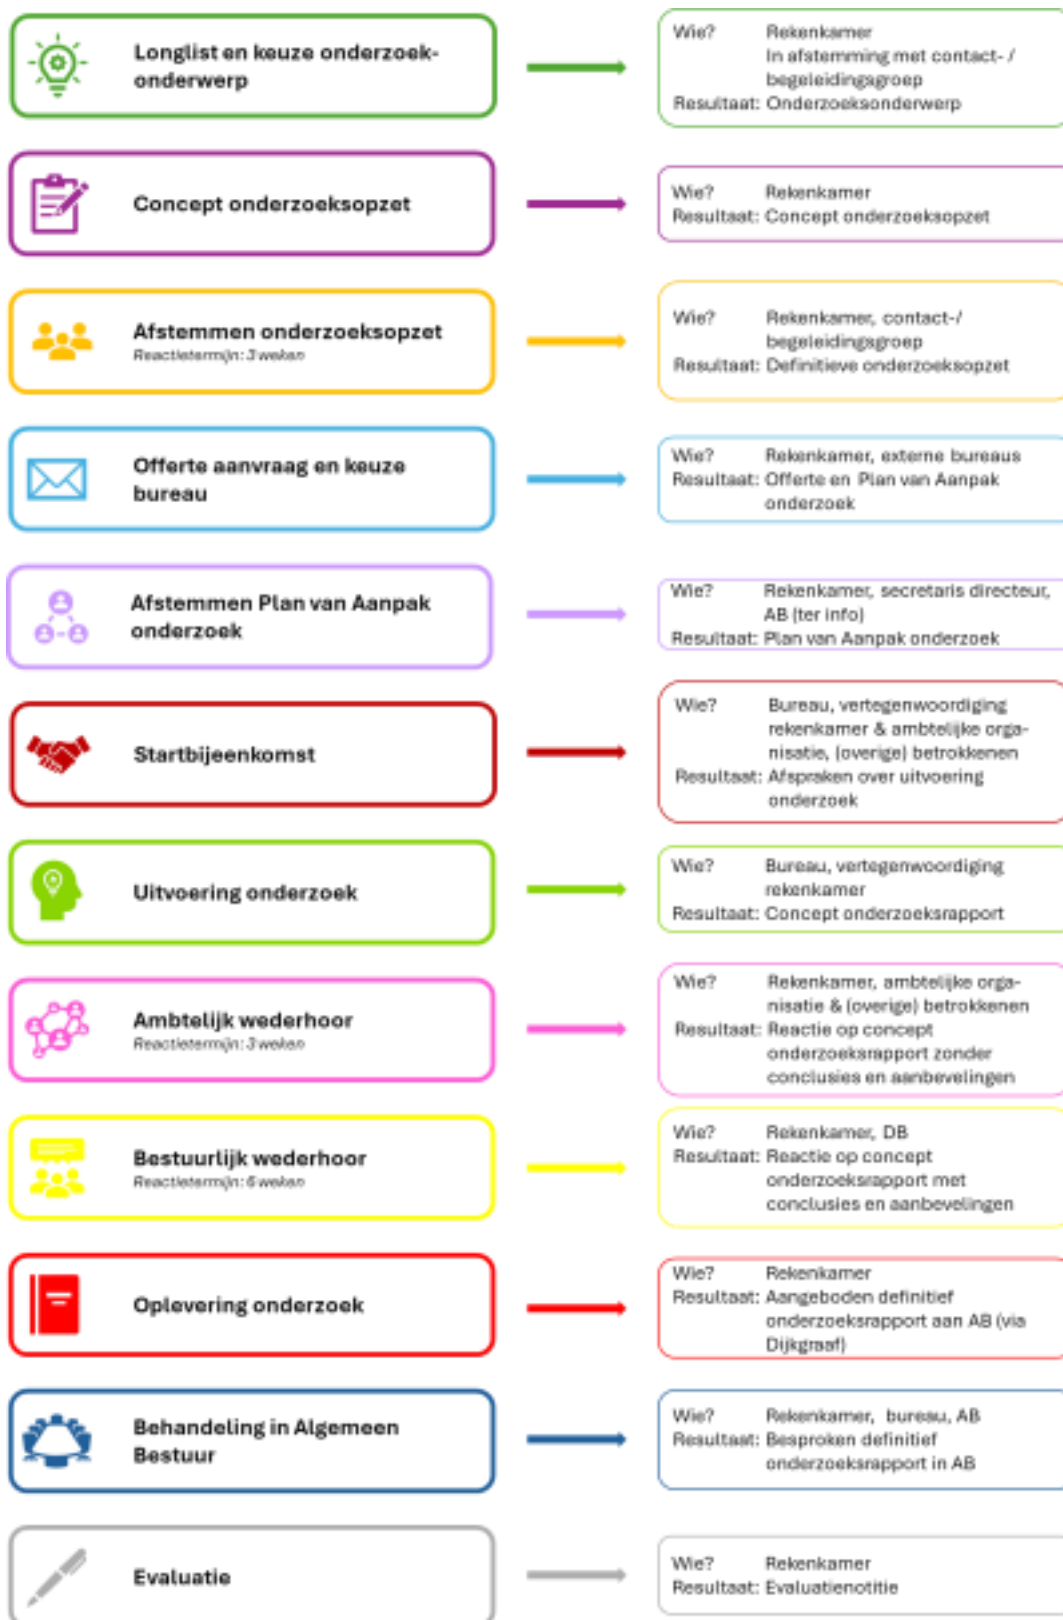 Longlist en keuze onderzoek-
onderwerp
Wie? Rekenkamer
In afstemming met contact- /
begeleidingsgroep
Resultaat: Onderzoeksonderwerp
Concept onderzoeksopzet
Wie? Rekenkamer
Resultaat: Concept onderzoeksopzet
Afstemmen onderzoeksopzet
Reactietermijn: 3 weken
Wie? Rekenkamer, contact-/
begeleidingsgroep
Resultaat: Definitieve onderzoeksopzet
Offerte aanvraag en keuze
bureau
Wie? Rekenkamer, externe bureaus
Resultaat: Offerte en Plan van Aanpak
onderzoek
Afstemmen Plan van Aanpak
onderzoek
Wie? Rekenkamer, secretaris directeur,
AB (ter info)
Resultaat: Plan van Aanpak onderzoek
Startbijeenkomst
Wie? Bureau, vertegenwoordiging
rekenkamer & ambtelijke orga-
nisatie, (overige) betrokkenen
Resultaat: Afspraken over uitvoering
onderzoek
Uitvoering onderzoek
Wie? Bureau, vertegenwoordiging
rekenkamer
Resultaat: Concept onderzoeksrapport
Ambtelijk wederhoor
Reactietermijn: 3 weken
Wie? Rekenkamer, ambtelijke orga-
nisatie & (overige) betrokkenen
Resultaat: Reactie op concept
onderzoeksrapport zonder
conclusies en aanbevelingen
Bestuurlijk wederhoor
Reactietermijn: 6 weken
Wie? Rekenkamer, DB
Resultaat: Reactie op concept
onderzoeksrapport met
conclusies en aanbevelingen
Oplevering onderzoek
Wie? Rekenkamer
Resultaat: Aangeboden definitief
onderzoeksrapport aan AB (via
Dijkgraaf)
Behandeling in Algemeen
Bestuur
Wie? Rekenkamer, bureau, AB
Resultaat: Besproken definitief
onderzoeksrapport in AB
Evaluatie
Wie? Rekenkamer
Resultaat: Evaluatienotitie